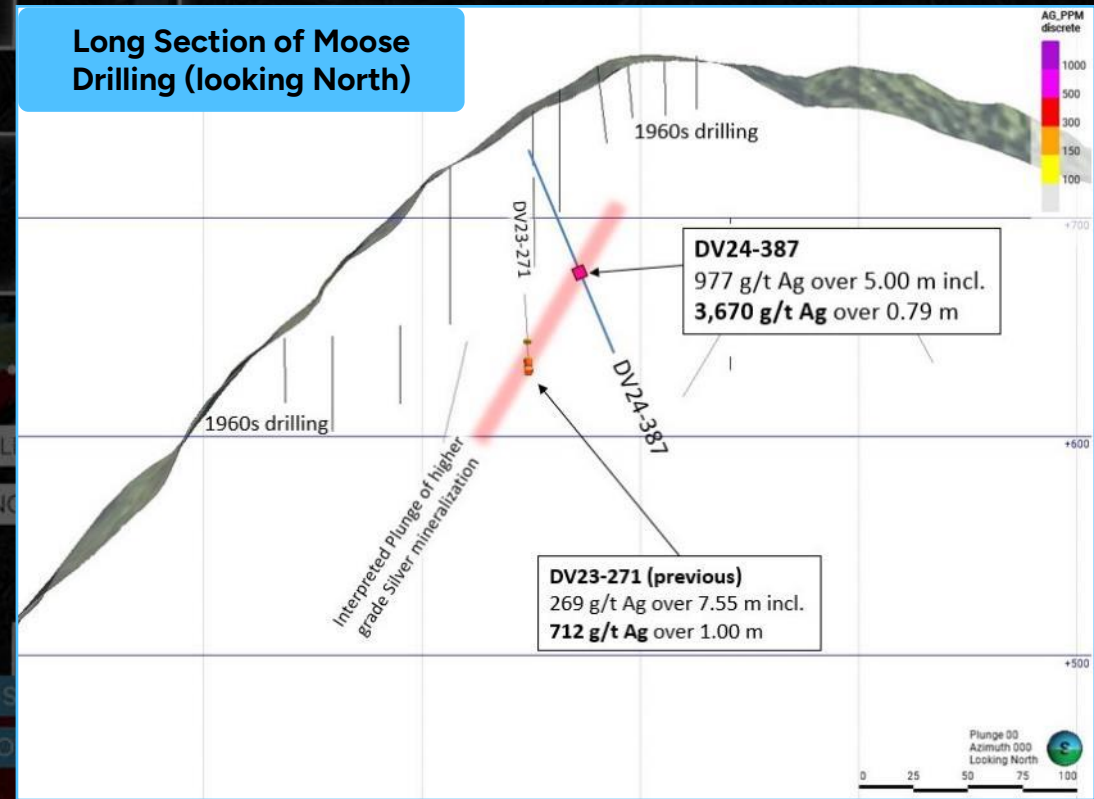 Long Section of Moose
Drilling (looking North)
AG_PPM
discrete
1000
500
300
150
100
1960s drilling
DV23-271
+700
DV24-387
977 g/t Ag over 5.00 m incl.
3,670 g/t Ag over 0.79 m
DV24-387
1960s drilling
+600
Interpreted Plunge of higher
grade Silver mineralization
DV23-271 (previous)
269 g/t Ag over 7.55 m incl.
712 g/t Ag over 1.00 m
+500
Plunge 00
Azimuth 000
Looking North
S
0 25 50 75 100